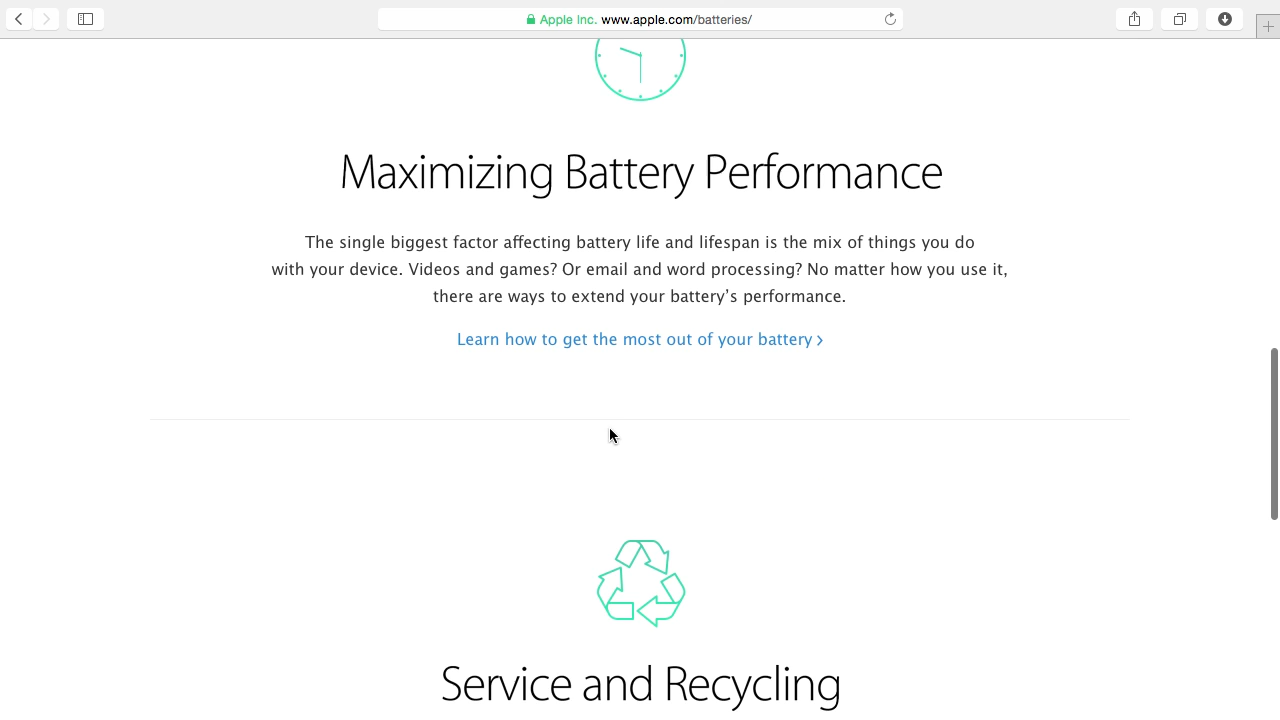 Apple Inc. www.apple.com/batteries/
Maximizing Battery Performance
The single biggest factor affecting battery life and lifespan is the mix of things you do
with your device. Videos and games? Or email and word processing? No matter how you use it,
there are ways to extend your battery’s performance.
Learn how to get the most out of your battery ›
Service and Recycling